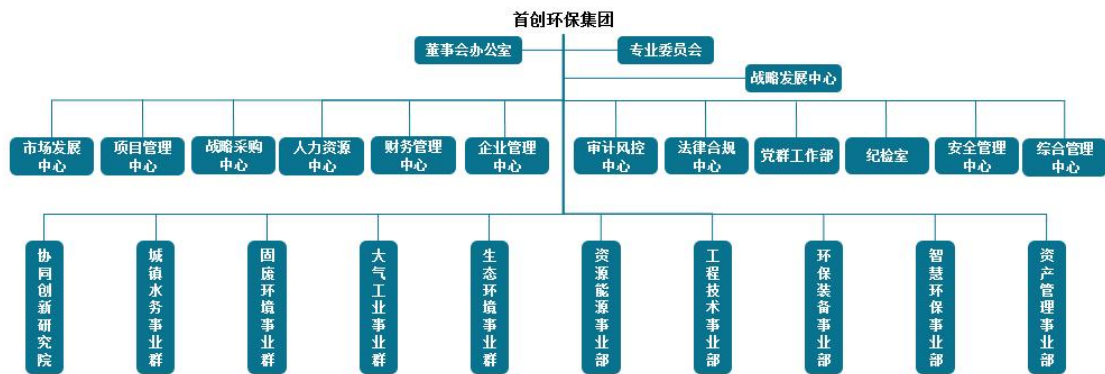 首创环保集团
董事会办公室
专业委员会
战略发展中心
市场发展
中心
项目管理
中心
战略采购
中心
人力资源
中心
财务管理
中心
企业管理
中心
审计风控
中心
法律合规
中心
党群工作部
纪检室
安全管理
中心
综合管理
中心
协同创新研究院
城镇水务事业群
固废环境事业群
大气工业事业群
生态环境事业群
资源能源事业部
工程技术事业部
环保装备事业部
智慧环保事业部
资产管理事业部